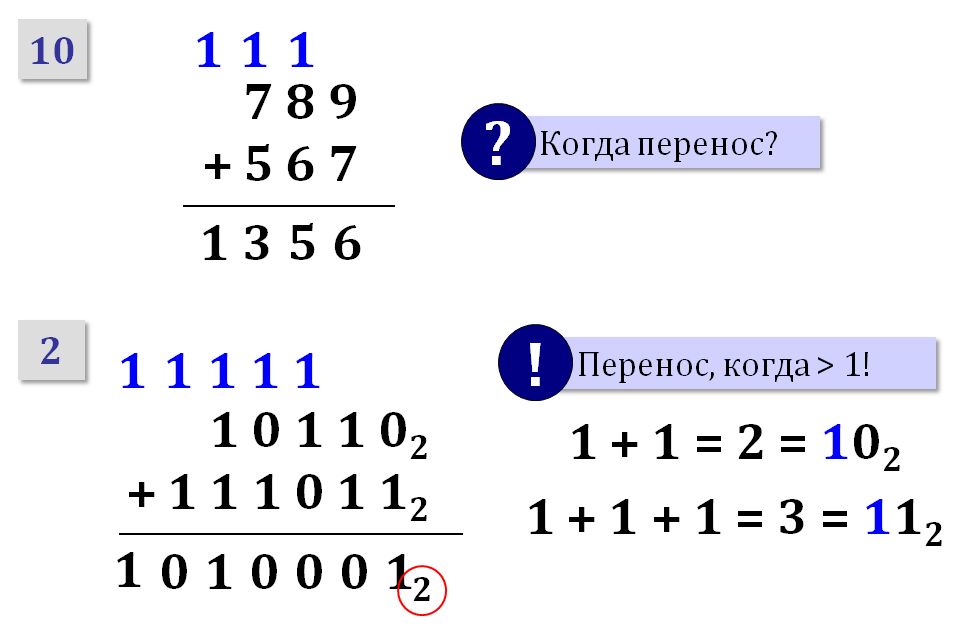 10
1 1 1
7 8 9
+ 5 6 7
1 3 5 6
? Когда перенос?
2
1 1 1 1 1
1 0 1 1 0₂
+ 1 1 1 0 1 1₂
1 0 1 0 0 0 1₂
! Перенос, когда > 1!
1 + 1 = 2 = 10₂
1 + 1 + 1 = 3 = 11₂